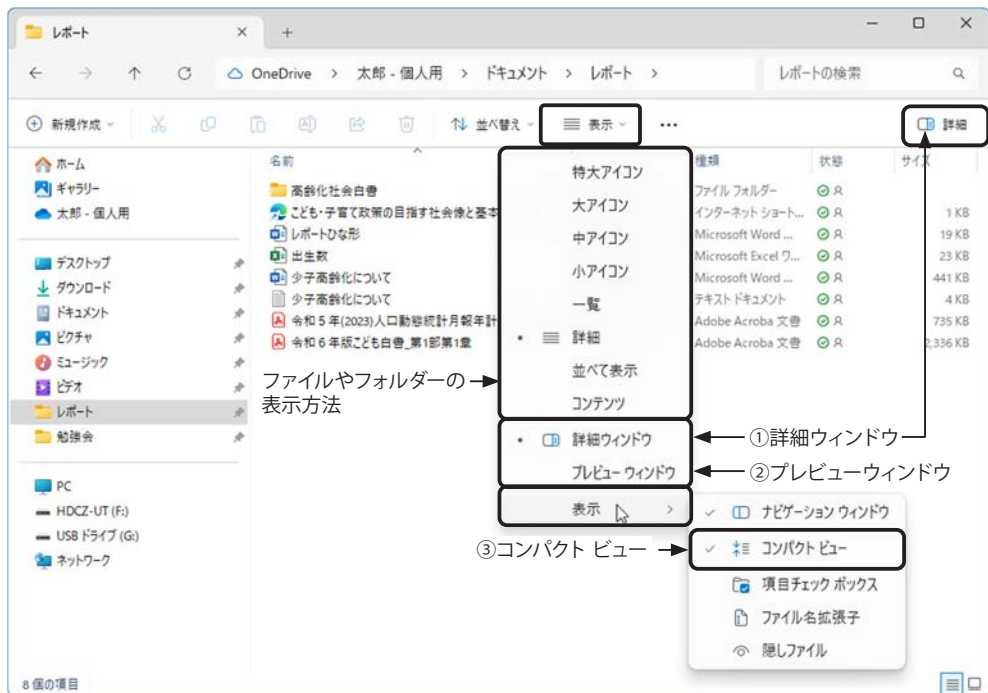 レポート
OneDrive > 太郎 - 個人用 > ドキュメント > レポート >
レポートの検索
新規作成
並べ替え
表示
詳細
ホーム
ギャラリー
太郎 - 個人用
デスクトップ
ダウンロード
ドキュメント
ピクチャ
ミュージック
ビデオ
レポート
勉強会
PC
HDCZ-UT (F:)
USB ドライブ (G:)
ネットワーク
名前 種類 状態 サイズ
高齢化社会白書 ファイル フォルダー
こども・子育て政策の目指す社会像と基本 インターネット ショート... 1 KB
レポートひな形 Microsoft Word ... 19 KB
出生数 Microsoft Excel ワ... 23 KB
少子高齢化について Microsoft Word ... 441 KB
少子高齢化について テキスト ドキュメント 4 KB
令和5年(2023)人口動態統計月報年計 Adobe Acroba 文書 735 KB
令和6年版こども白書_第1部第1章 Adobe Acroba 文書 2,336 KB
特大アイコン
大アイコン
中アイコン
小アイコン
一覧
詳細
並べて表示
コンテンツ
詳細ウィンドウ
プレビュー ウィンドウ
表示
ファイルやフォルダーの
表示方法
①詳細ウィンドウ
②プレビューウィンドウ
③コンパクト ビュー
ナビゲーション ウィンドウ
コンパクト ビュー
項目チェック ボックス
ファイル名拡張子
隠しファイル
8 個の項目